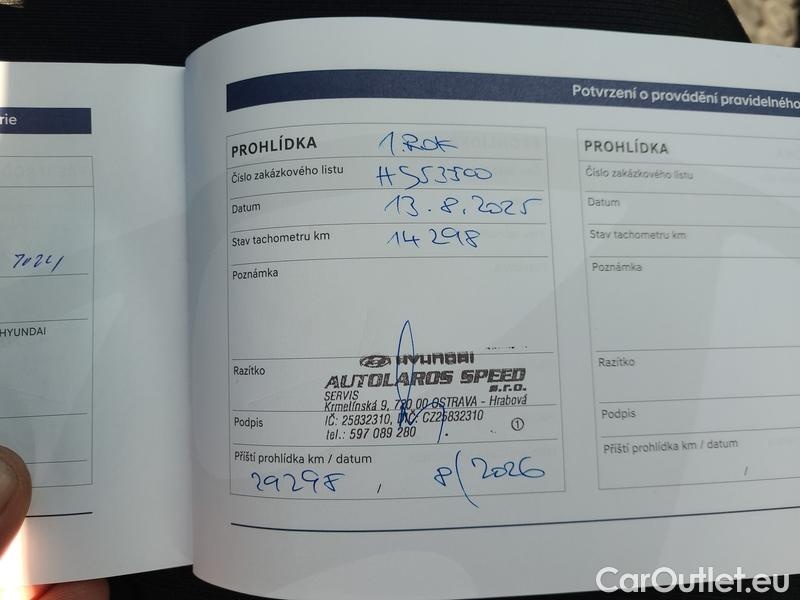 rie
7024
HYUNDAI
Potvrzení o provádění pravidelného
PROHLÍDKA 1. ROK
Číslo zakázkového listu HS53500
Datum 13.8.2025
Stav tachometru km 14298
Poznámka
Razítko
HYUNDAI
AUTOLAROS SPEED
s.r.o.
SERVIS
Krmelínská 9, 720 00 OSTRAVA - Hrabová
IČ: 25832310, DIČ: CZ25832310
tel.: 597 089 280
1
Podpis
Příští prohlídka km / datum
29298 / 8/2026
PROHLÍDKA
Číslo zakázkového listu
Datum
Stav tachometru km
Poznámka
Razítko
Podpis
Příští prohlídka km / datum
/
CarOutlet.eu